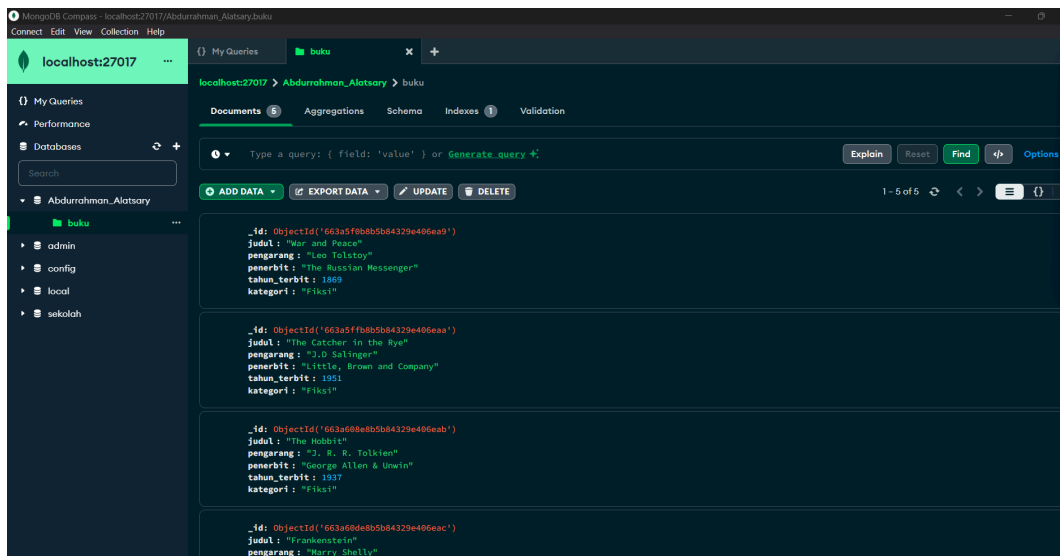 MongoDB Compass - localhost:27017/Abdurrahman_Alatsary.buku
Connect Edit View Collection Help
localhost:27017 ...
{} My Queries
Performance
Databases
Search
Abdurrahman_Alatsary
buku ...
admin
config
local
sekolah
{} My Queries buku
localhost:27017 > Abdurrahman_Alatsary > buku
Documents 5 Aggregations Schema Indexes 1 Validation
Type a query: { field: 'value' } or Generate query
Explain Reset Find </> Options
ADD DATA EXPORT DATA UPDATE DELETE
1 – 5 of 5 {}
_id: ObjectId('663a5f0b8b5b84329e406ea9')
judul : "War and Peace"
pengarang : "Leo Tolstoy"
penerbit : "The Russian Messenger"
tahun_terbit : 1869
kategori : "Fiksi"
_id: ObjectId('663a5ffb8b5b84329e406eaa')
judul : "The Catcher in the Rye"
pengarang : "J.D Salinger"
penerbit : "Little, Brown and Company"
tahun_terbit : 1951
kategori : "Fiksi"
_id: ObjectId('663a608e8b5b84329e406eab')
judul : "The Hobbit"
pengarang : "J. R. R. Tolkien"
penerbit : "George Allen & Unwin"
tahun_terbit : 1937
kategori : "Fiksi"
_id: ObjectId('663a60de8b5b84329e406eac')
judul : "Frankenstein"
pengarang : "Marry Shelly"